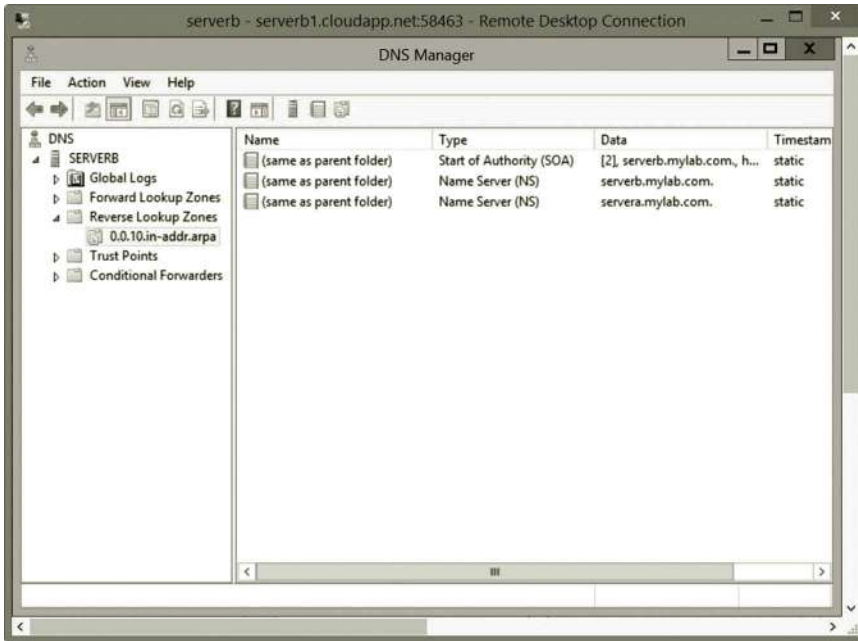 serverb - serverb1.cloudapp.net:58463 - Remote Desktop Connection
DNS Manager
File Action View Help
DNS
SERVERB
Global Logs
Forward Lookup Zones
Reverse Lookup Zones
0.0.10.in-addr.arpa
Trust Points
Conditional Forwarders
Name Type Data Timestam
(same as parent folder) Start of Authority (SOA) [2], serverb.mylab.com., h... static
(same as parent folder) Name Server (NS) serverb.mylab.com. static
(same as parent folder) Name Server (NS) servera.mylab.com. static